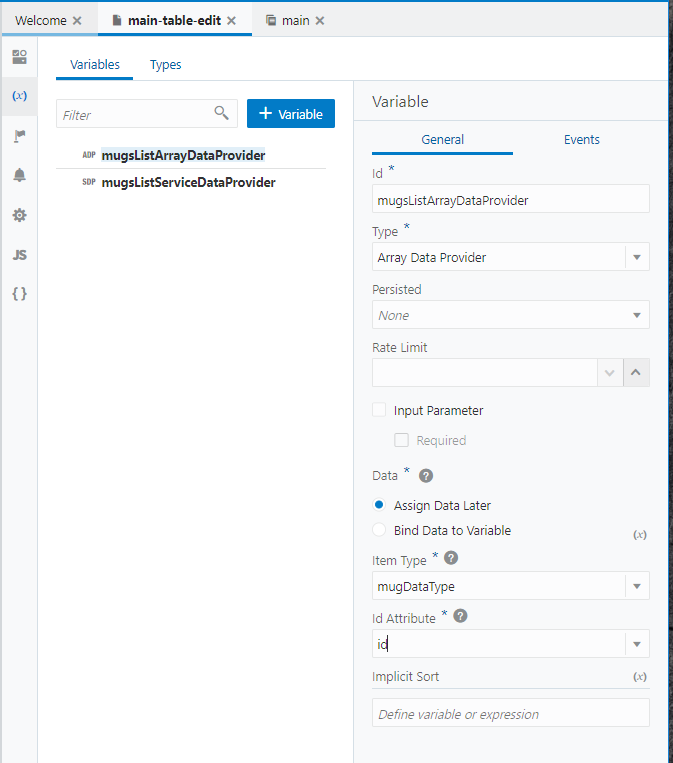 Welcome × main-table-edit × main ×
Variables Types
Filter
+ Variable
ADP mugsListArrayDataProvider
SDP mugsListServiceDataProvider
(x)
JS
{ }
Variable
General Events
Id *
mugsListArrayDataProvider
Type *
Array Data Provider
Persisted
None
Rate Limit
Input Parameter
Required
Data * ?
Assign Data Later
Bind Data to Variable
(x)
Item Type * ?
mugDataType
Id Attribute * ?
id
Implicit Sort (x)
Define variable or expression